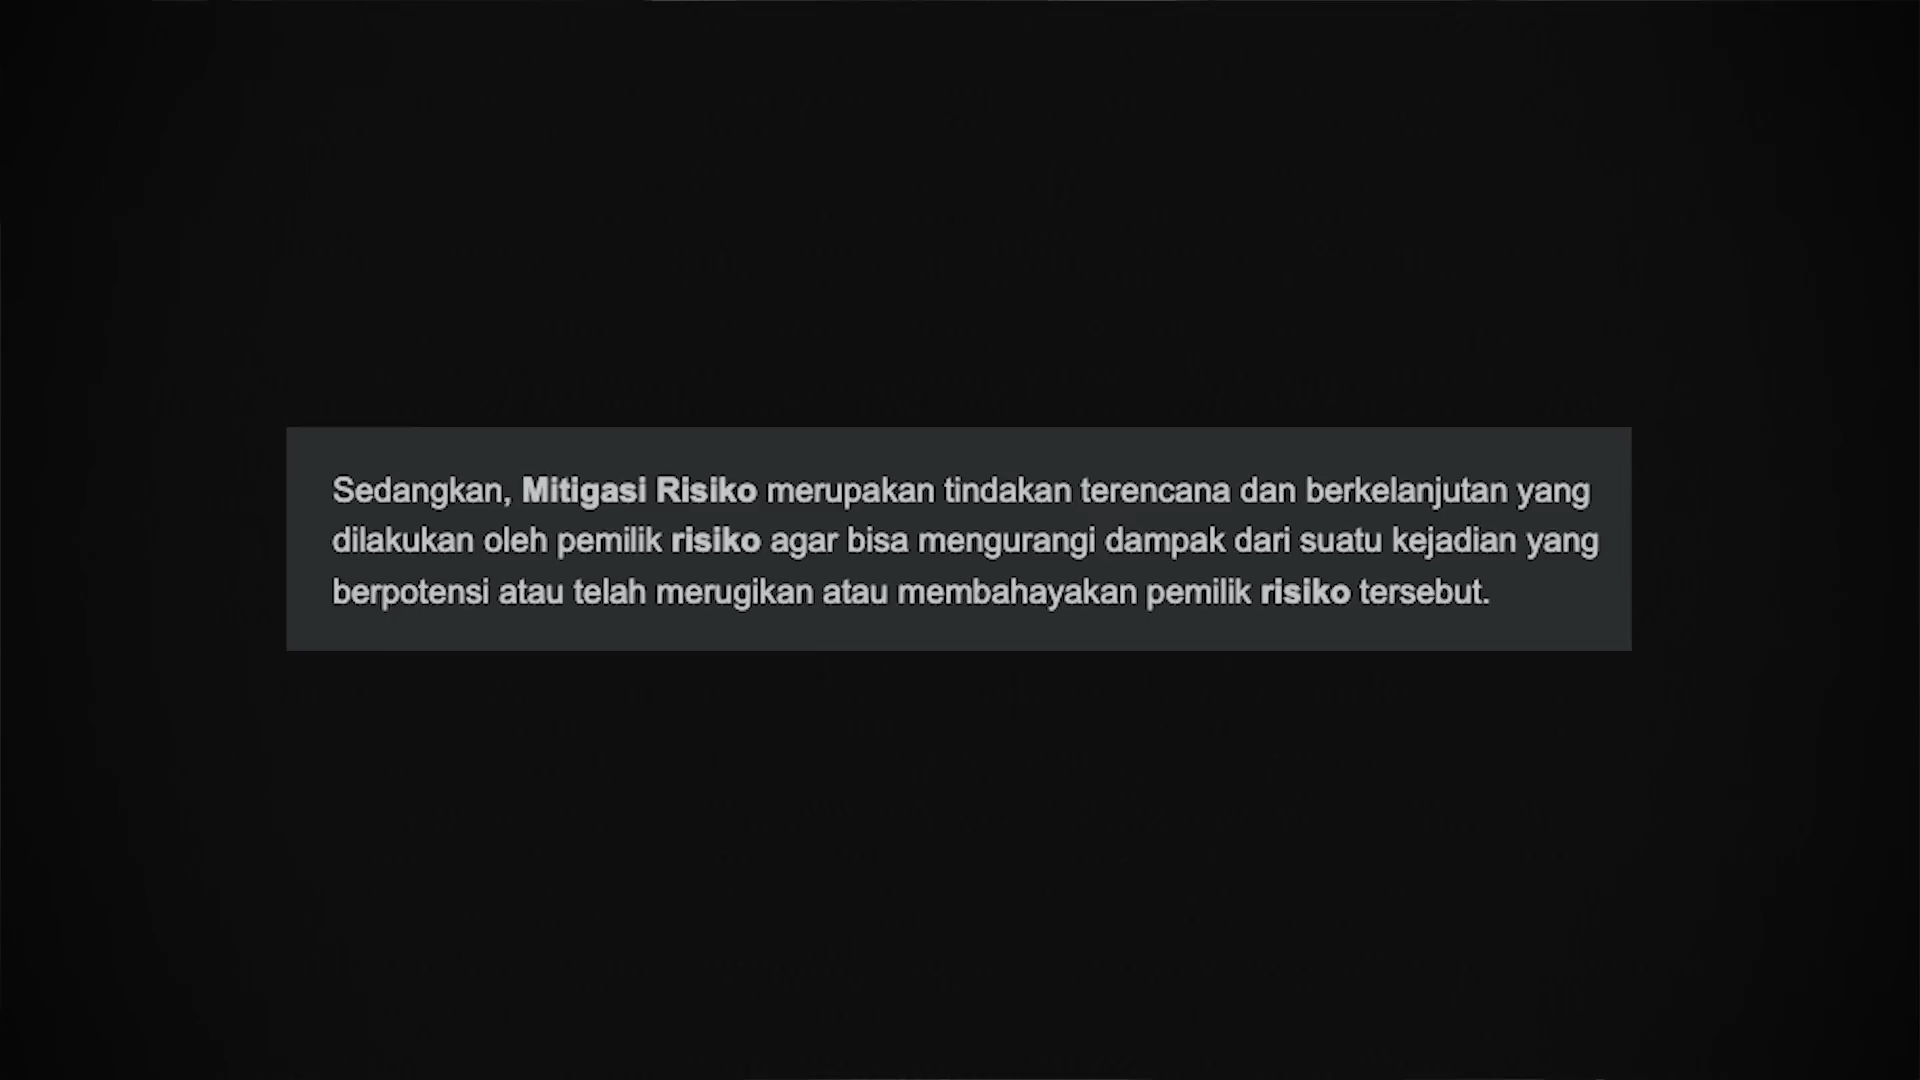 Sedangkan, Mitigasi Risiko merupakan tindakan terencana dan berkelanjutan yang
dilakukan oleh pemilik risiko agar bisa mengurangi dampak dari suatu kejadian yang
berpotensi atau telah merugikan atau membahayakan pemilik risiko tersebut.